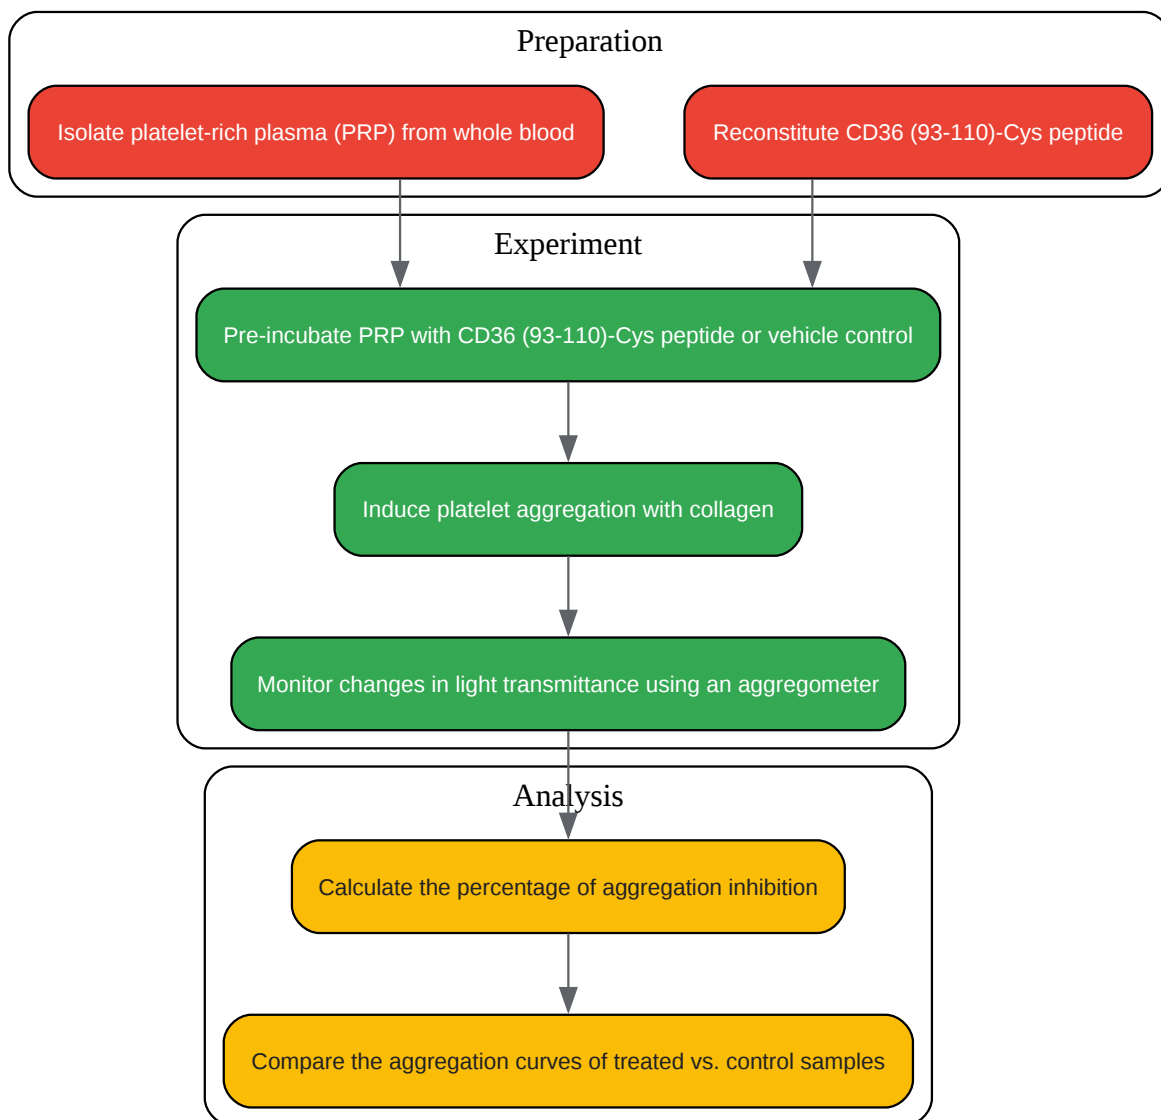 Preparation
Isolate platelet-rich plasma (PRP) from whole blood
Reconstitute CD36 (93-110)-Cys peptide
Experiment
Pre-incubate PRP with CD36 (93-110)-Cys peptide or vehicle control
Induce platelet aggregation with collagen
Monitor changes in light transmittance using an aggregometer
Analysis
Calculate the percentage of aggregation inhibition
Compare the aggregation curves of treated vs. control samples